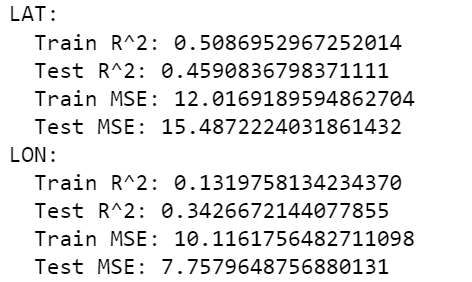 LAT:
Train R^2: 0.5086952967252014
Test R^2: 0.4590836798371111
Train MSE: 12.0169189594862704
Test MSE: 15.4872224031861432
LON:
Train R^2: 0.1319758134234370
Test R^2: 0.3426672144077855
Train MSE: 10.1161756482711098
Test MSE: 7.7579648756880131